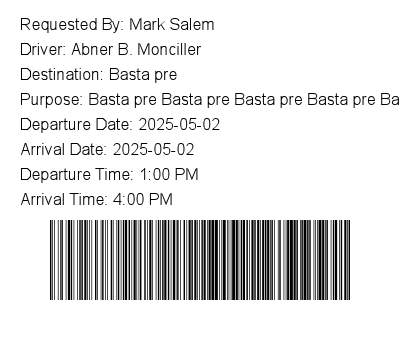 Requested By: Mark Salem
Driver: Abner B. Monciller
Destination: Basta pre
Purpose: Basta pre Basta pre Basta pre Basta pre Ba
Departure Date: 2025-05-02
Arrival Date: 2025-05-02
Departure Time: 1:00 PM
Arrival Time: 4:00 PM